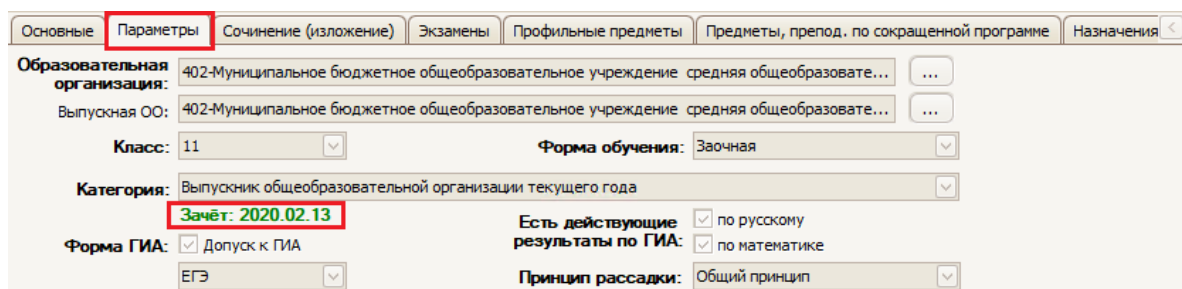 Основные Параметры Сочинение (изложение) Экзамены Профильные предметы Предметы, препод. по сокращенной программе Назначения
Образовательная организация: 402-Муниципальное бюджетное общеобразовательное учреждение средняя общеобразовате... ...
Выпускная ОО: 402-Муниципальное бюджетное общеобразовательное учреждение средняя общеобразовате... ...
Класс: 11 Форма обучения: Заочная
Категория: Выпускник общеобразовательной организации текущего года
Зачёт: 2020.02.13
Есть действующие результаты по ГИА: по русскому
Форма ГИА: Допуск к ГИА по математике
ЕГЭ Принцип рассадки: Общий принцип